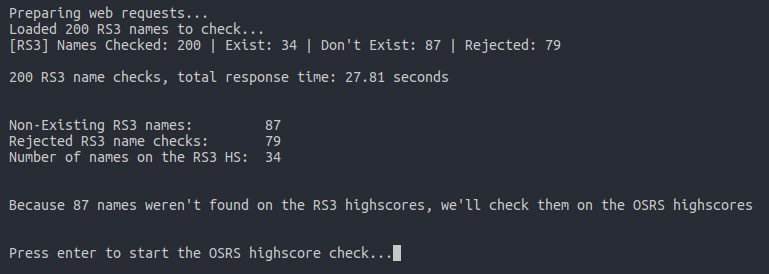 Preparing web requests...
Loaded 200 RS3 names to check...
[RS3] Names Checked: 200 | Exist: 34 | Don't Exist: 87 | Rejected: 79
200 RS3 name checks, total response time: 27.81 seconds
Non-Existing RS3 names: 87
Rejected RS3 name checks: 79
Number of names on the RS3 HS: 34
Because 87 names weren't found on the RS3 highscores, we'll check them on the OSRS highscores
Press enter to start the OSRS highscore check...